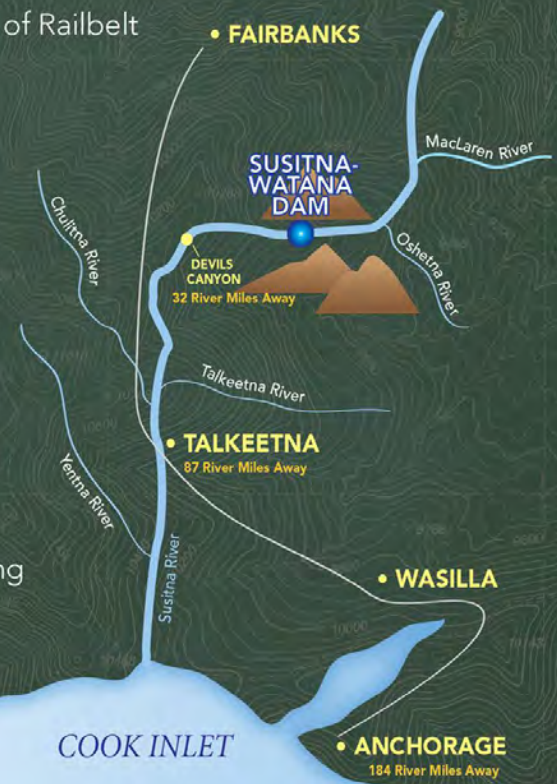 of Railbelt
FAIRBANKS
MacLaren River
SUSITNA-
WATANA
DAM
Chulitna River
Oshetna River
DEVILS
CANYON
32 River Miles Away
Talkeetna River
TALKEETNA
87 River Miles Away
Yentna River
Susitna River
ng
WASILLA
COOK INLET
ANCHORAGE
184 River Miles Away